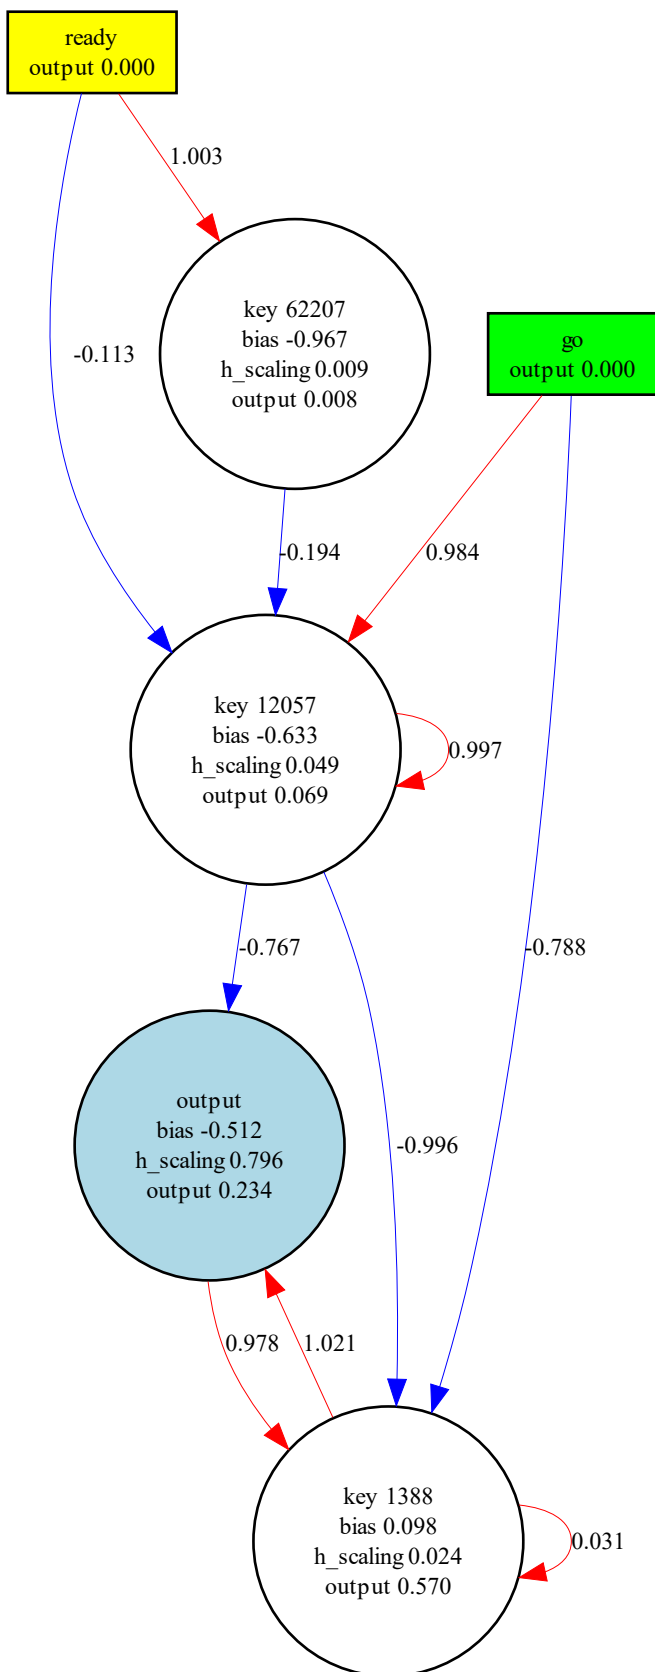 ready
output 0.000
1.003
-0.113
key 62207
bias -0.967
h_scaling 0.009
output 0.008
go
output 0.000
-0.194
0.984
key 12057
bias -0.633
h_scaling 0.049
output 0.069
0.997
-0.767
-0.788
output
bias -0.512
h_scaling 0.796
output 0.234
-0.996
0.978
1.021
key 1388
bias 0.098
h_scaling 0.024
output 0.570
0.031